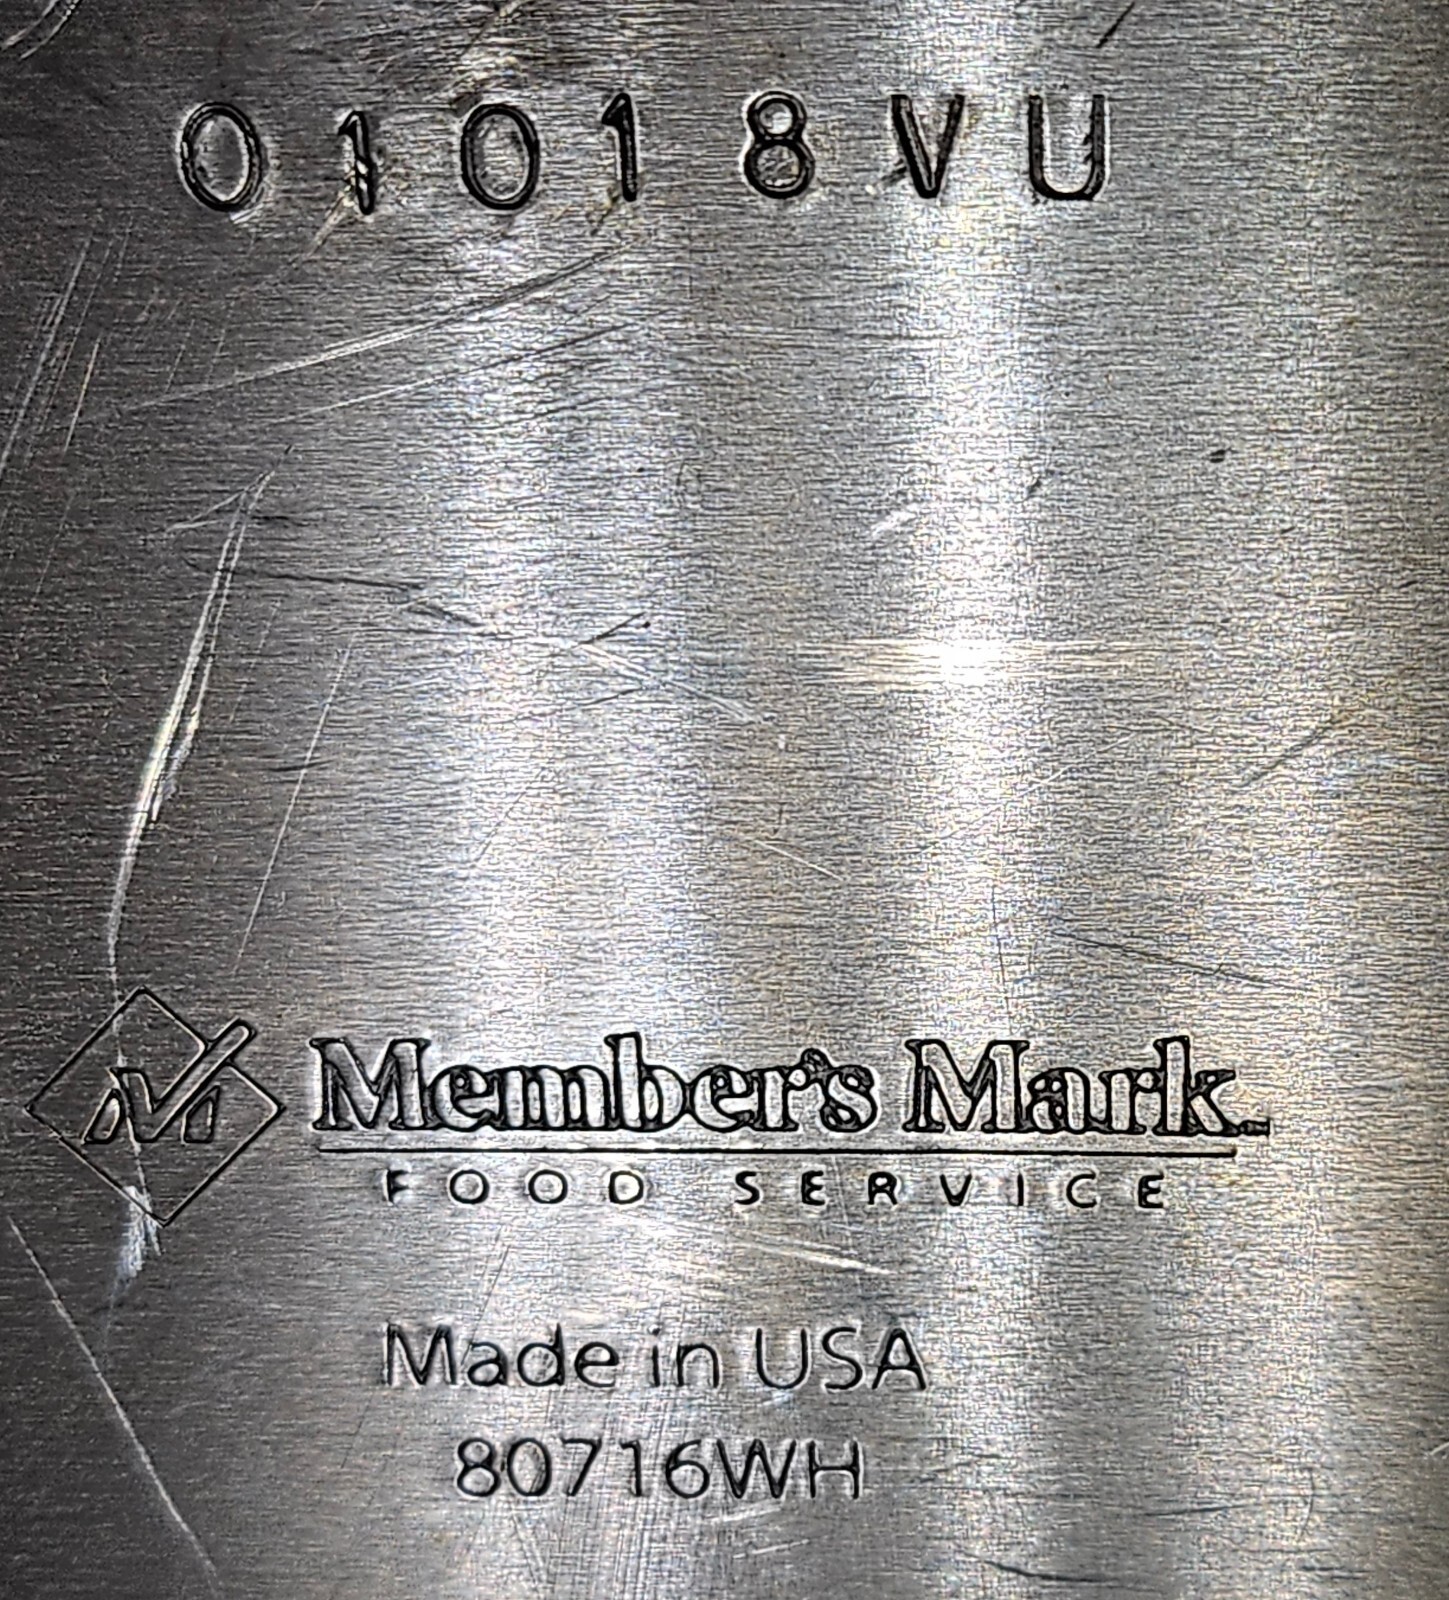 01018VU
Member's Mark
FOOD SERVICE
Made in USA
80716WH